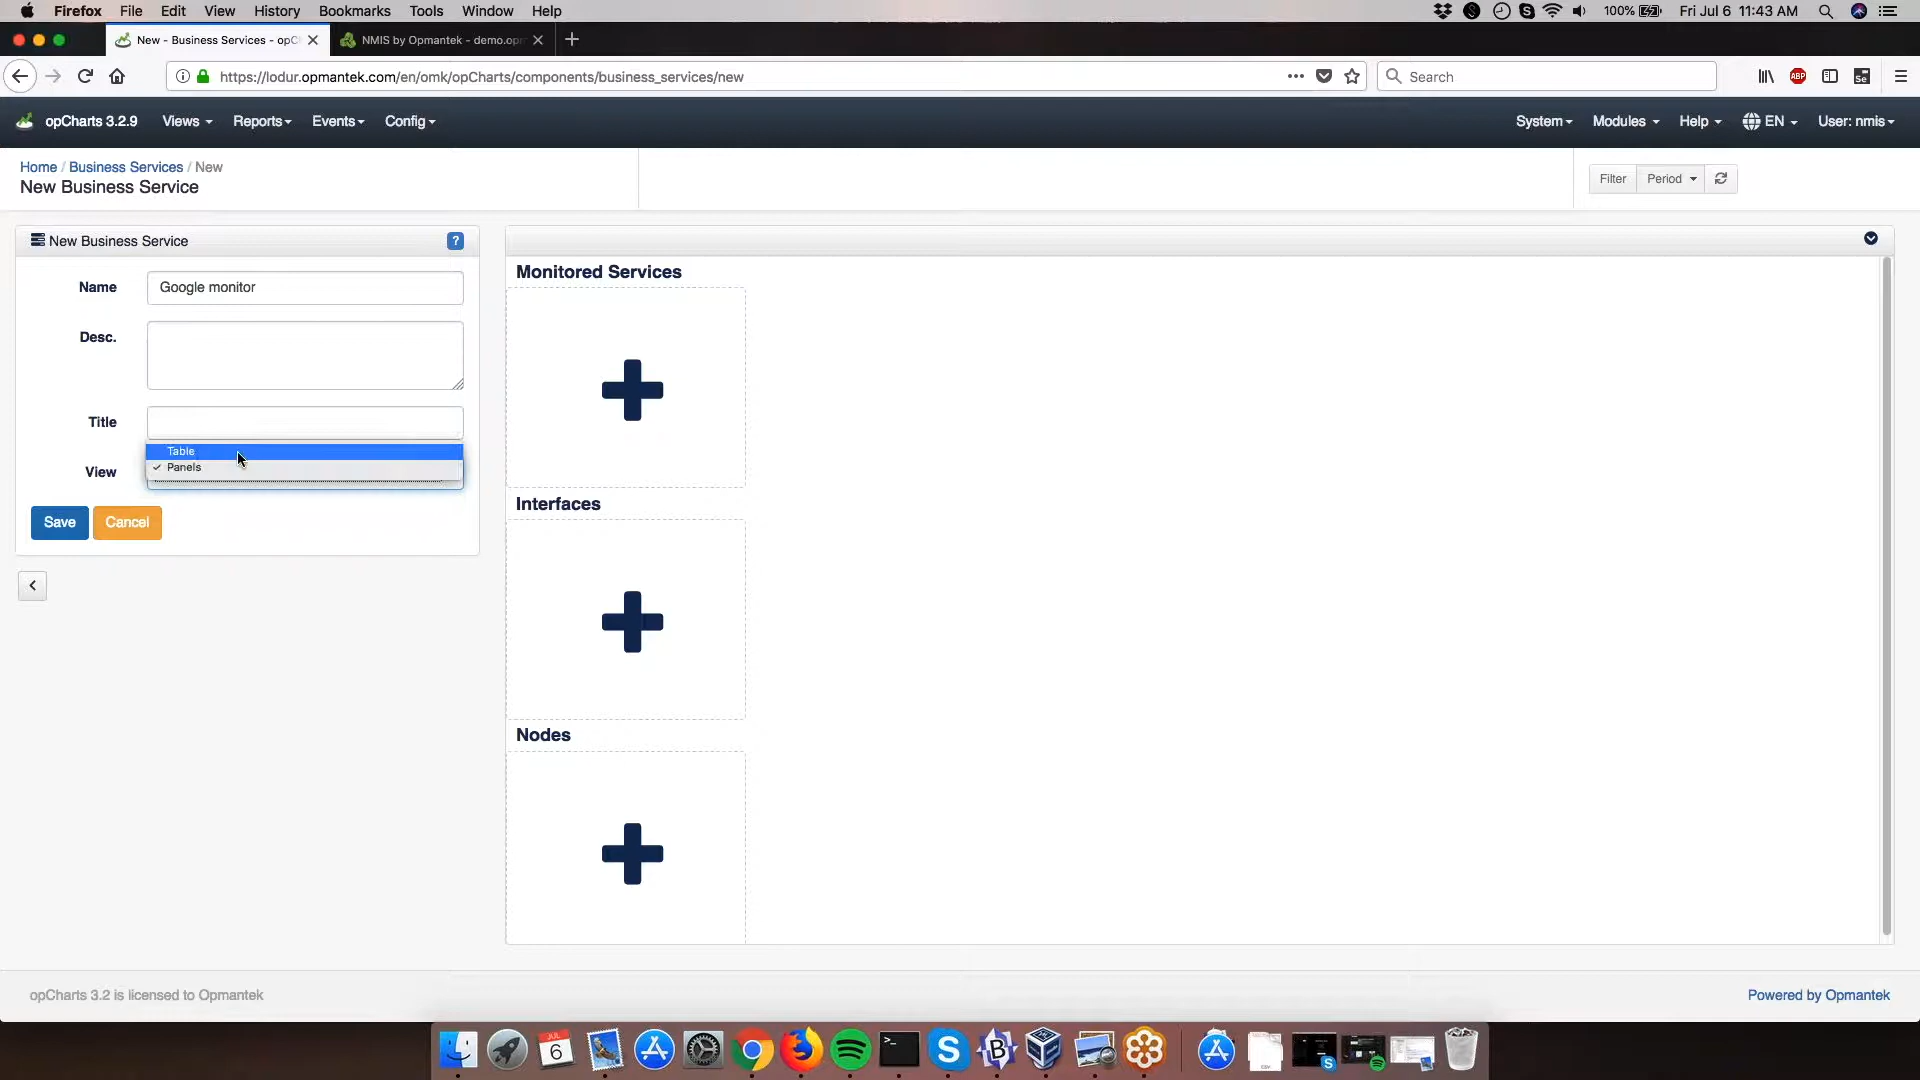 Firefox File Edit View History Bookmarks Tools Window Help
100% Fri Jul 6 11:43 AM
New - Business Services - opC
NMIS by Opmantek - demo.op
https://lodur.opmantek.com/en/omk/opCharts/components/business_services/new
Search
ABP
Se
opCharts 3.2.9 Views Reports Events Config
System Modules Help EN User: nmis
Home / Business Services / New
New Business Service
Filter Period
New Business Service
?
Name
Google monitor
Desc.
Title
View
Table
Panels
Save Cancel
Monitored Services
Interfaces
Nodes
opCharts 3.2 is licensed to Opmantek
Powered by Opmantek
JUL
6